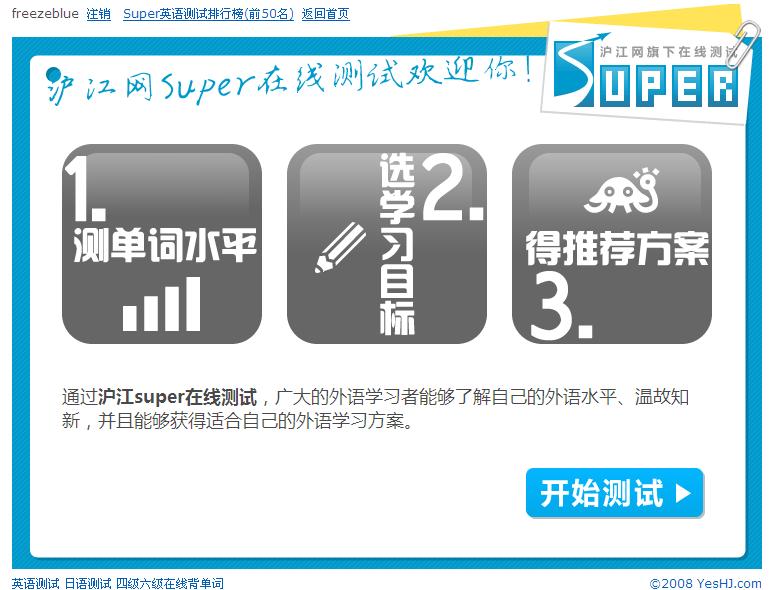 freezeblue 注销 Super英语测试排行榜(前50名) 返回首页
沪江网Super在线测试欢迎你！
沪江网旗下在线测试
SUPER
1.
测单词水平
2.
选学习目标
得推荐方案
3.
通过沪江super在线测试，广大的外语学习者能够了解自己的外语水平、温故知
新，并且能够获得适合自己的外语学习方案。
开始测试
英语测试 日语测试 四级六级在线背单词
©2008 YesHJ.com